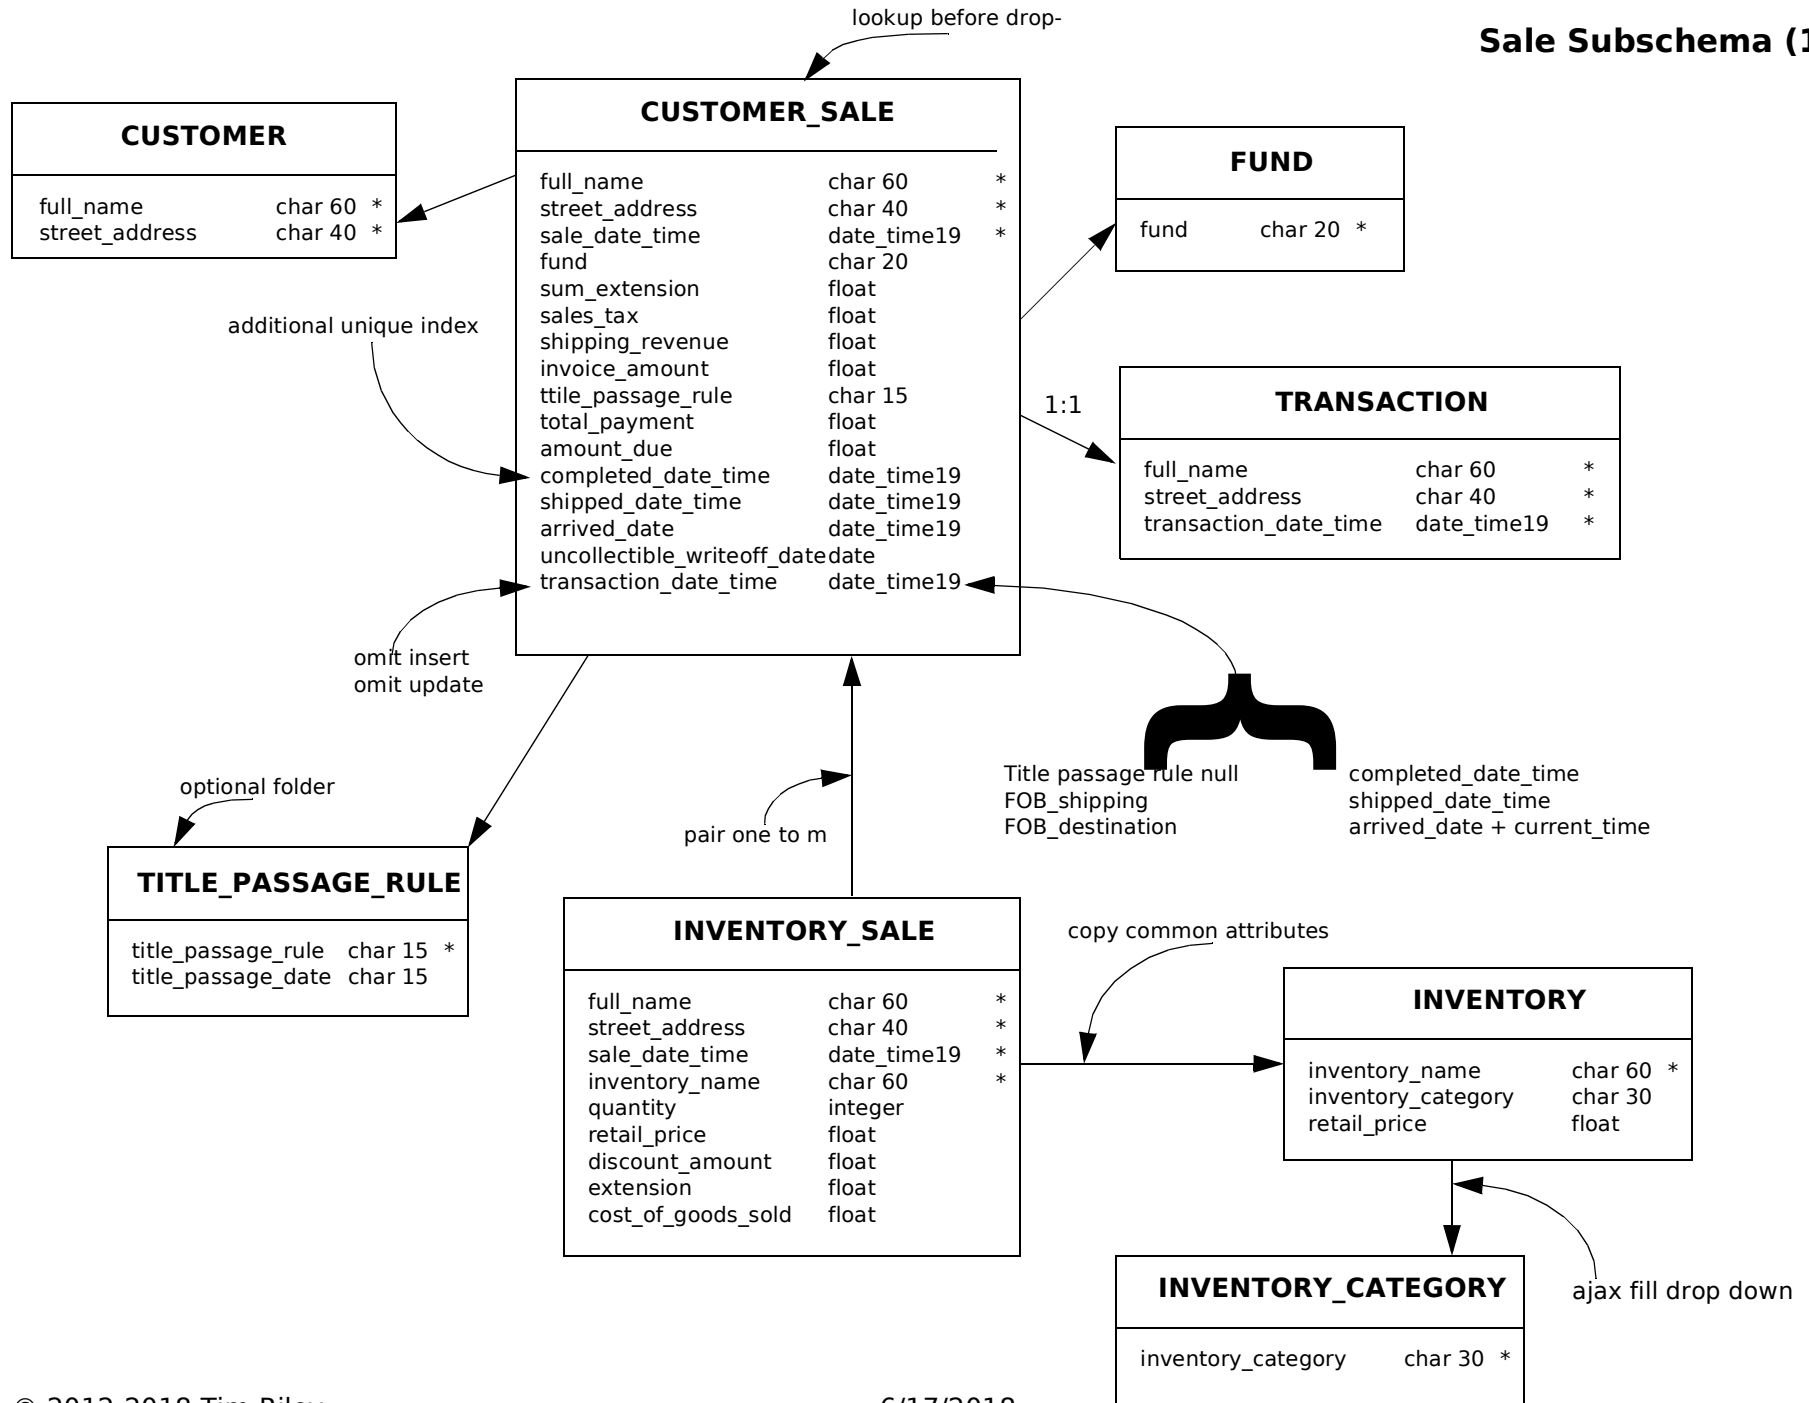 lookup before drop-
Sale Subschema (1
CUSTOMER_SALE
full_name char 60 *
street_address char 40 *
sale_date_time date_time19 *
fund char 20
sum_extension float
sales_tax float
shipping_revenue float
invoice_amount float
ttile_passage_rule char 15
total_payment float
amount_due float
completed_date_time date_time19
shipped_date_time date_time19
arrived_date date_time19
uncollectible_writeoff_date date
transaction_date_time date_time19
CUSTOMER
full_name char 60 *
street_address char 40 *
FUND
fund char 20 *
additional unique index
1:1
TRANSACTION
full_name char 60 *
street_address char 40 *
transaction_date_time date_time19 *
omit insert
omit update
Title passage rule null completed_date_time
FOB_shipping shipped_date_time
FOB_destination arrived_date + current_time
optional folder
pair one to m
TITLE_PASSAGE_RULE
title_passage_rule char 15 *
title_passage_date char 15
INVENTORY_SALE
full_name char 60 *
street_address char 40 *
sale_date_time date_time19 *
inventory_name char 60 *
quantity integer
retail_price float
discount_amount float
extension float
cost_of_goods_sold float
copy common attributes
INVENTORY
inventory_name char 60 *
inventory_category char 30
retail_price float
ajax fill drop down
INVENTORY_CATEGORY
inventory_category char 30 *
© 2012-2018 Tim Riley
6/17/2018